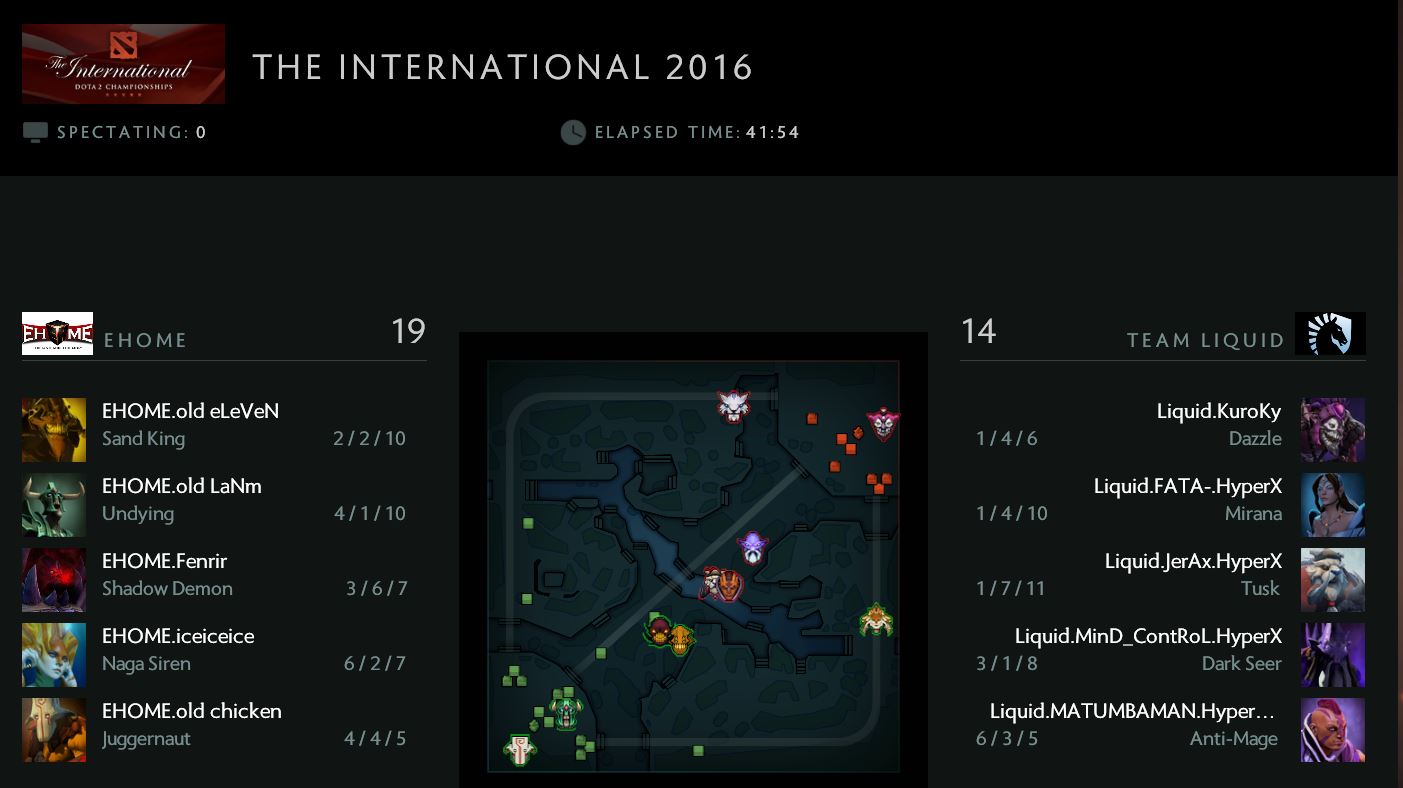 The International
DOTA 2 CHAMPIONSHIPS
THE INTERNATIONAL 2016
SPECTATING: 0
ELAPSED TIME: 41:54
EHOME
EHOME
19
EHOME.old eLeVeN
Sand King
2 / 2 / 10
EHOME.old LaNm
Undying
4 / 1 / 10
EHOME.Fenrir
Shadow Demon
3 / 6 / 7
EHOME.iceiceice
Naga Siren
6 / 2 / 7
EHOME.old chicken
Juggernaut
4 / 4 / 5
14
TEAM LIQUID
Liquid.KuroKy
1 / 4 / 6
Dazzle
Liquid.FATA-.HyperX
1 / 4 / 10
Mirana
Liquid.JerAx.HyperX
1 / 7 / 11
Tusk
Liquid.MinD_ContRoL.HyperX
3 / 1 / 8
Dark Seer
Liquid.MATUMBAMAN.Hyper...
6 / 3 / 5
Anti-Mage